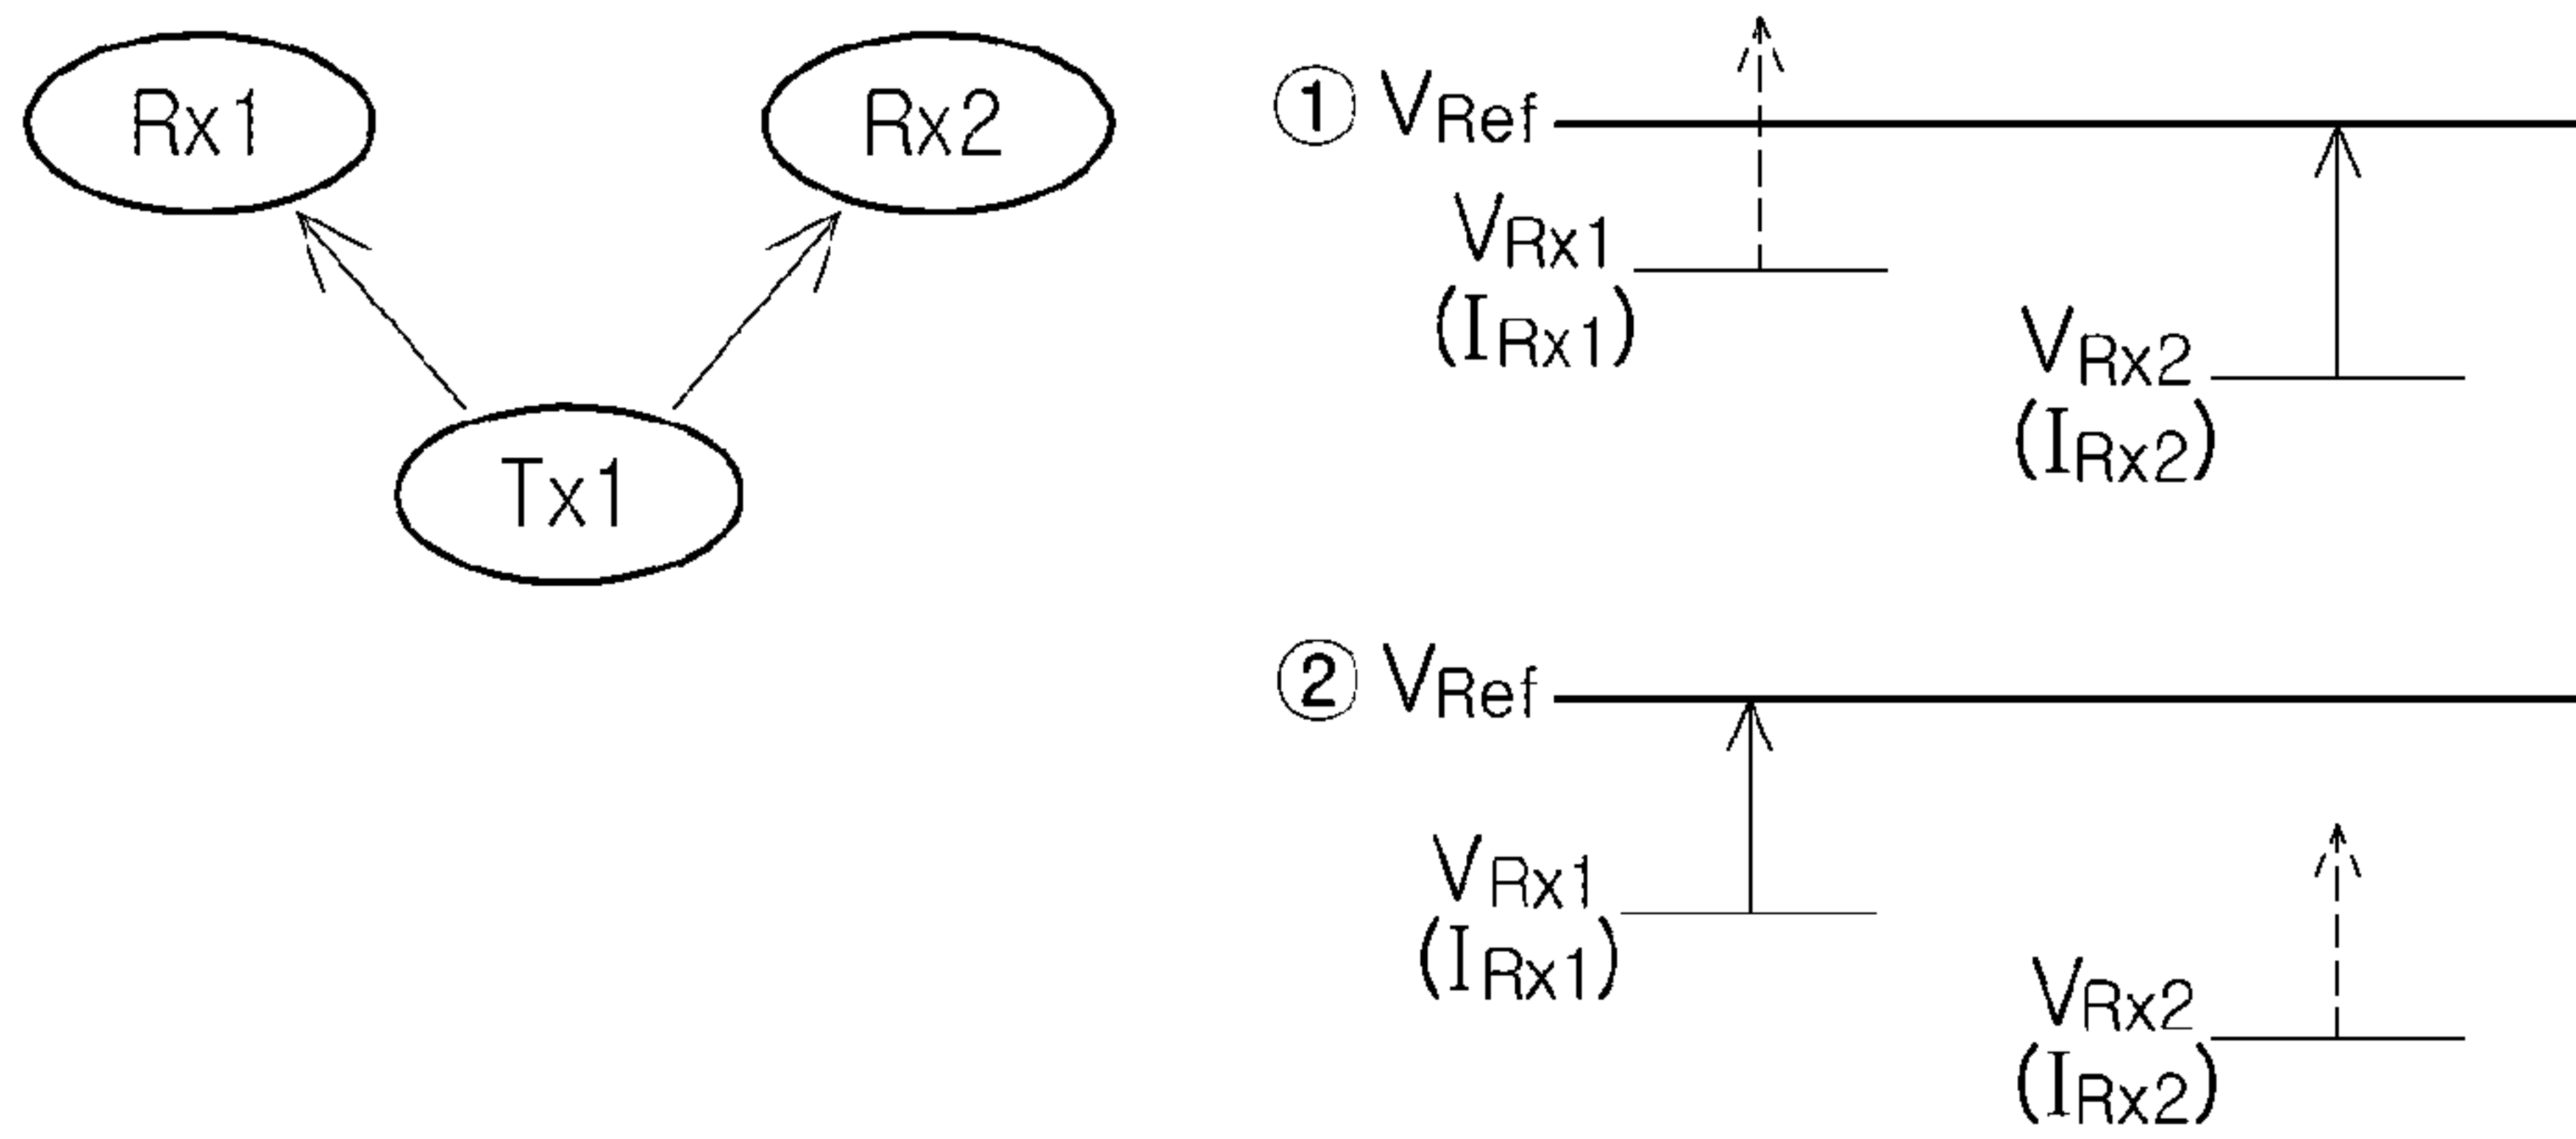 Rx1
Rx2
Tx1
① VRef
VRx1
(IRx1)
VRx2
(IRx2)
② VRef
VRx1
(IRx1)
VRx2
(IRx2)